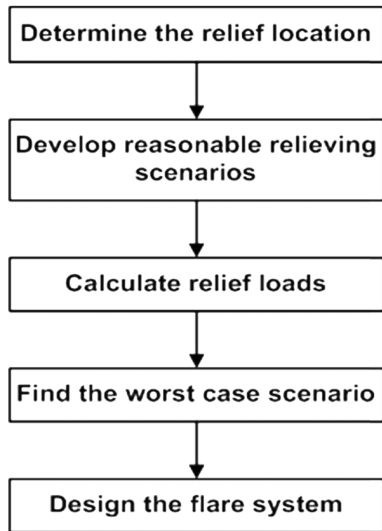 Determine the relief location
Develop reasonable relieving
scenarios
Calculate relief loads
Find the worst case scenario
Design the flare system